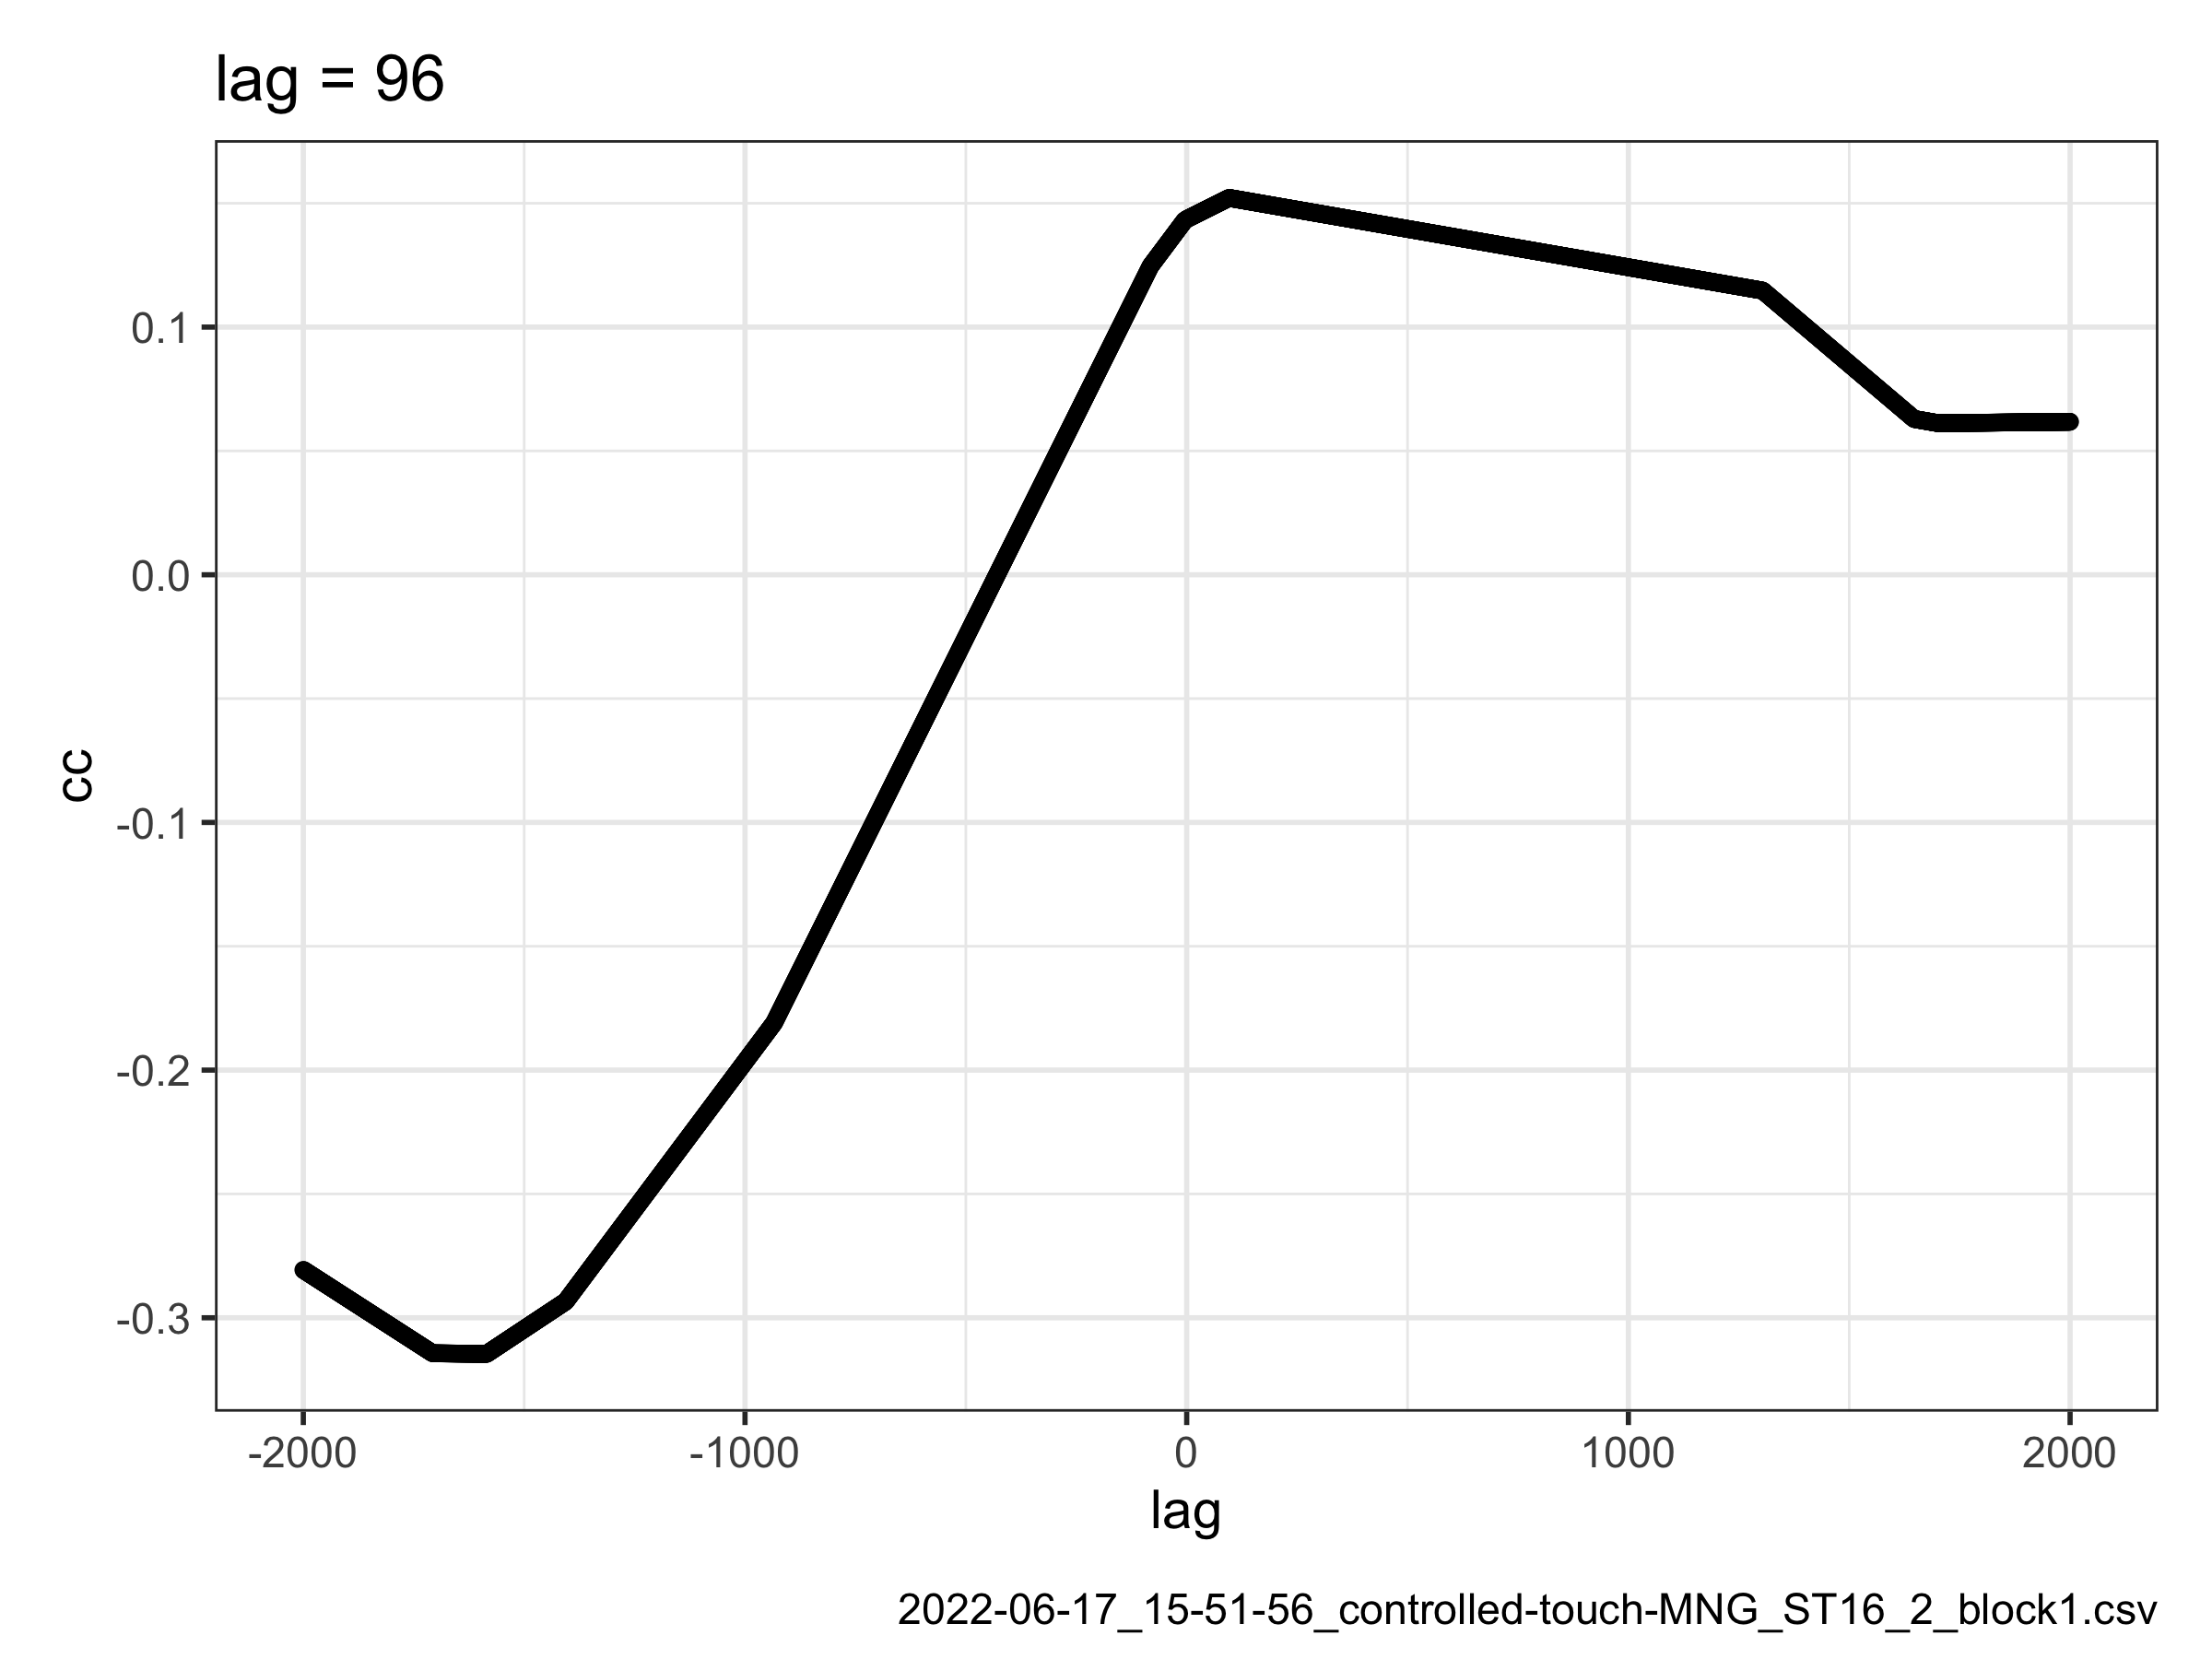 lag = 96
cc
0.1
0.0
-0.1
-0.2
-0.3
-2000 -1000 0 1000 2000
lag
2022-06-17_15-51-56_controlled-touch-MNG_ST16_2_block1.csv